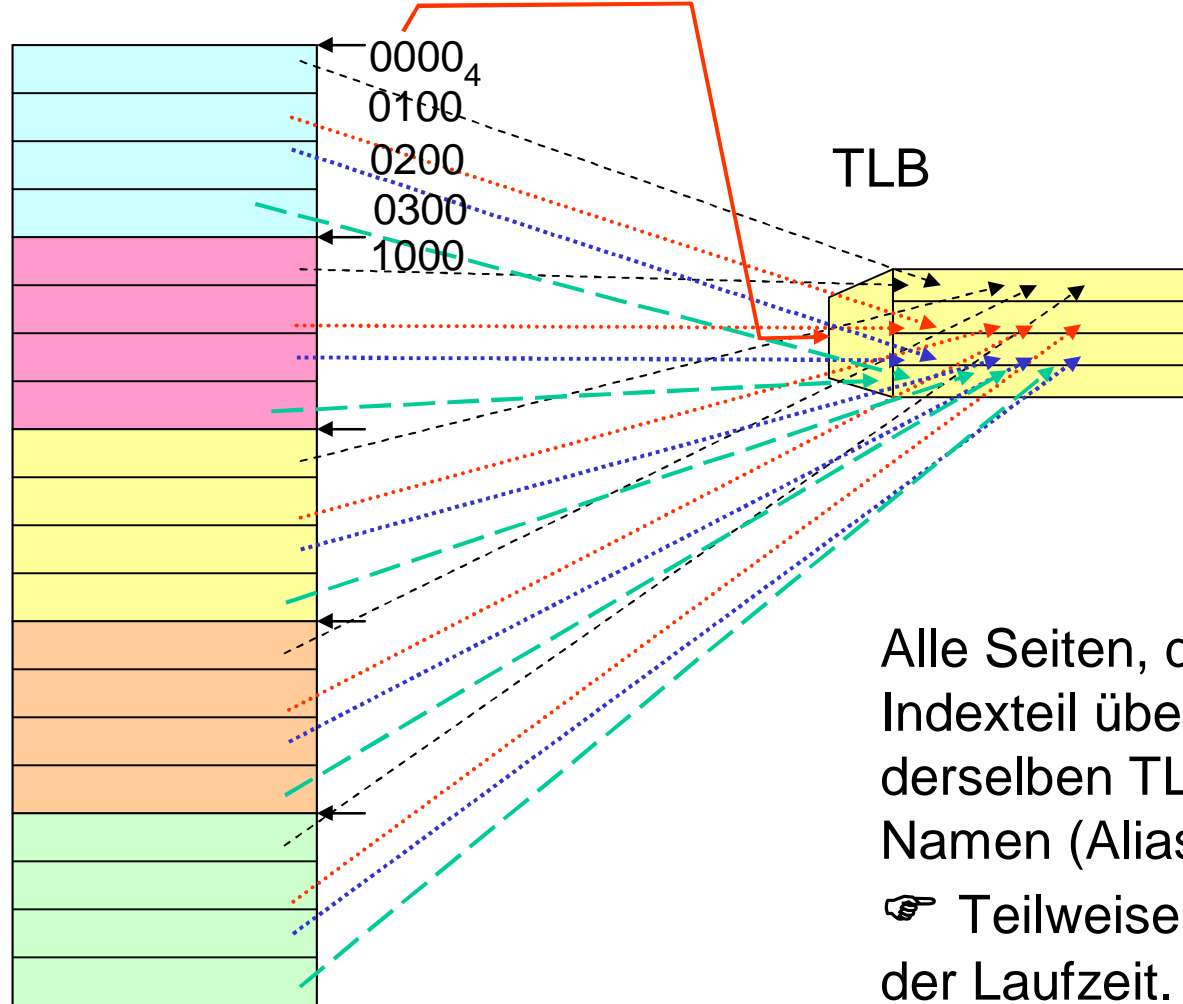 0000₄
0100
0200
0300
1000
TLB
Alle Seiten, d
Indexteil übe
derselben TL
Namen (Alias
☞ Teilweise
der Laufzeit.